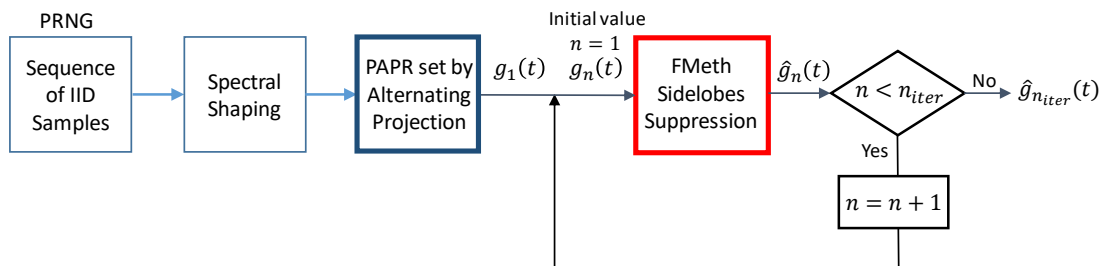 PRNG
Sequence
of IID
Samples
Spectral
Shaping
PAPR set by
Alternating
Projection
g₁(t)
Initial value
n = 1
gₙ(t)
FMeth
Sidelobes
Suppression
ĝₙ(t)
n < nᵢₜₑᵣ
No
ĝₙᵢₜₑᵣ(t)
Yes
n = n + 1